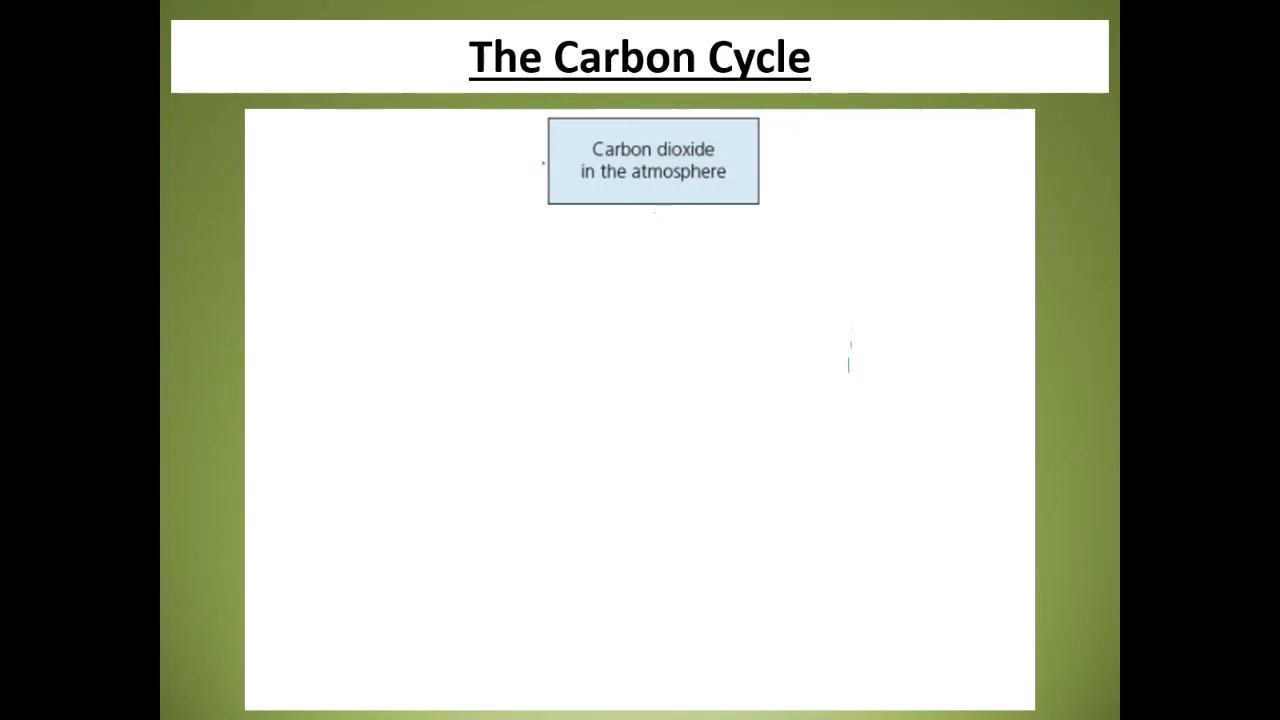 The Carbon Cycle
Carbon dioxide
in the atmosphere